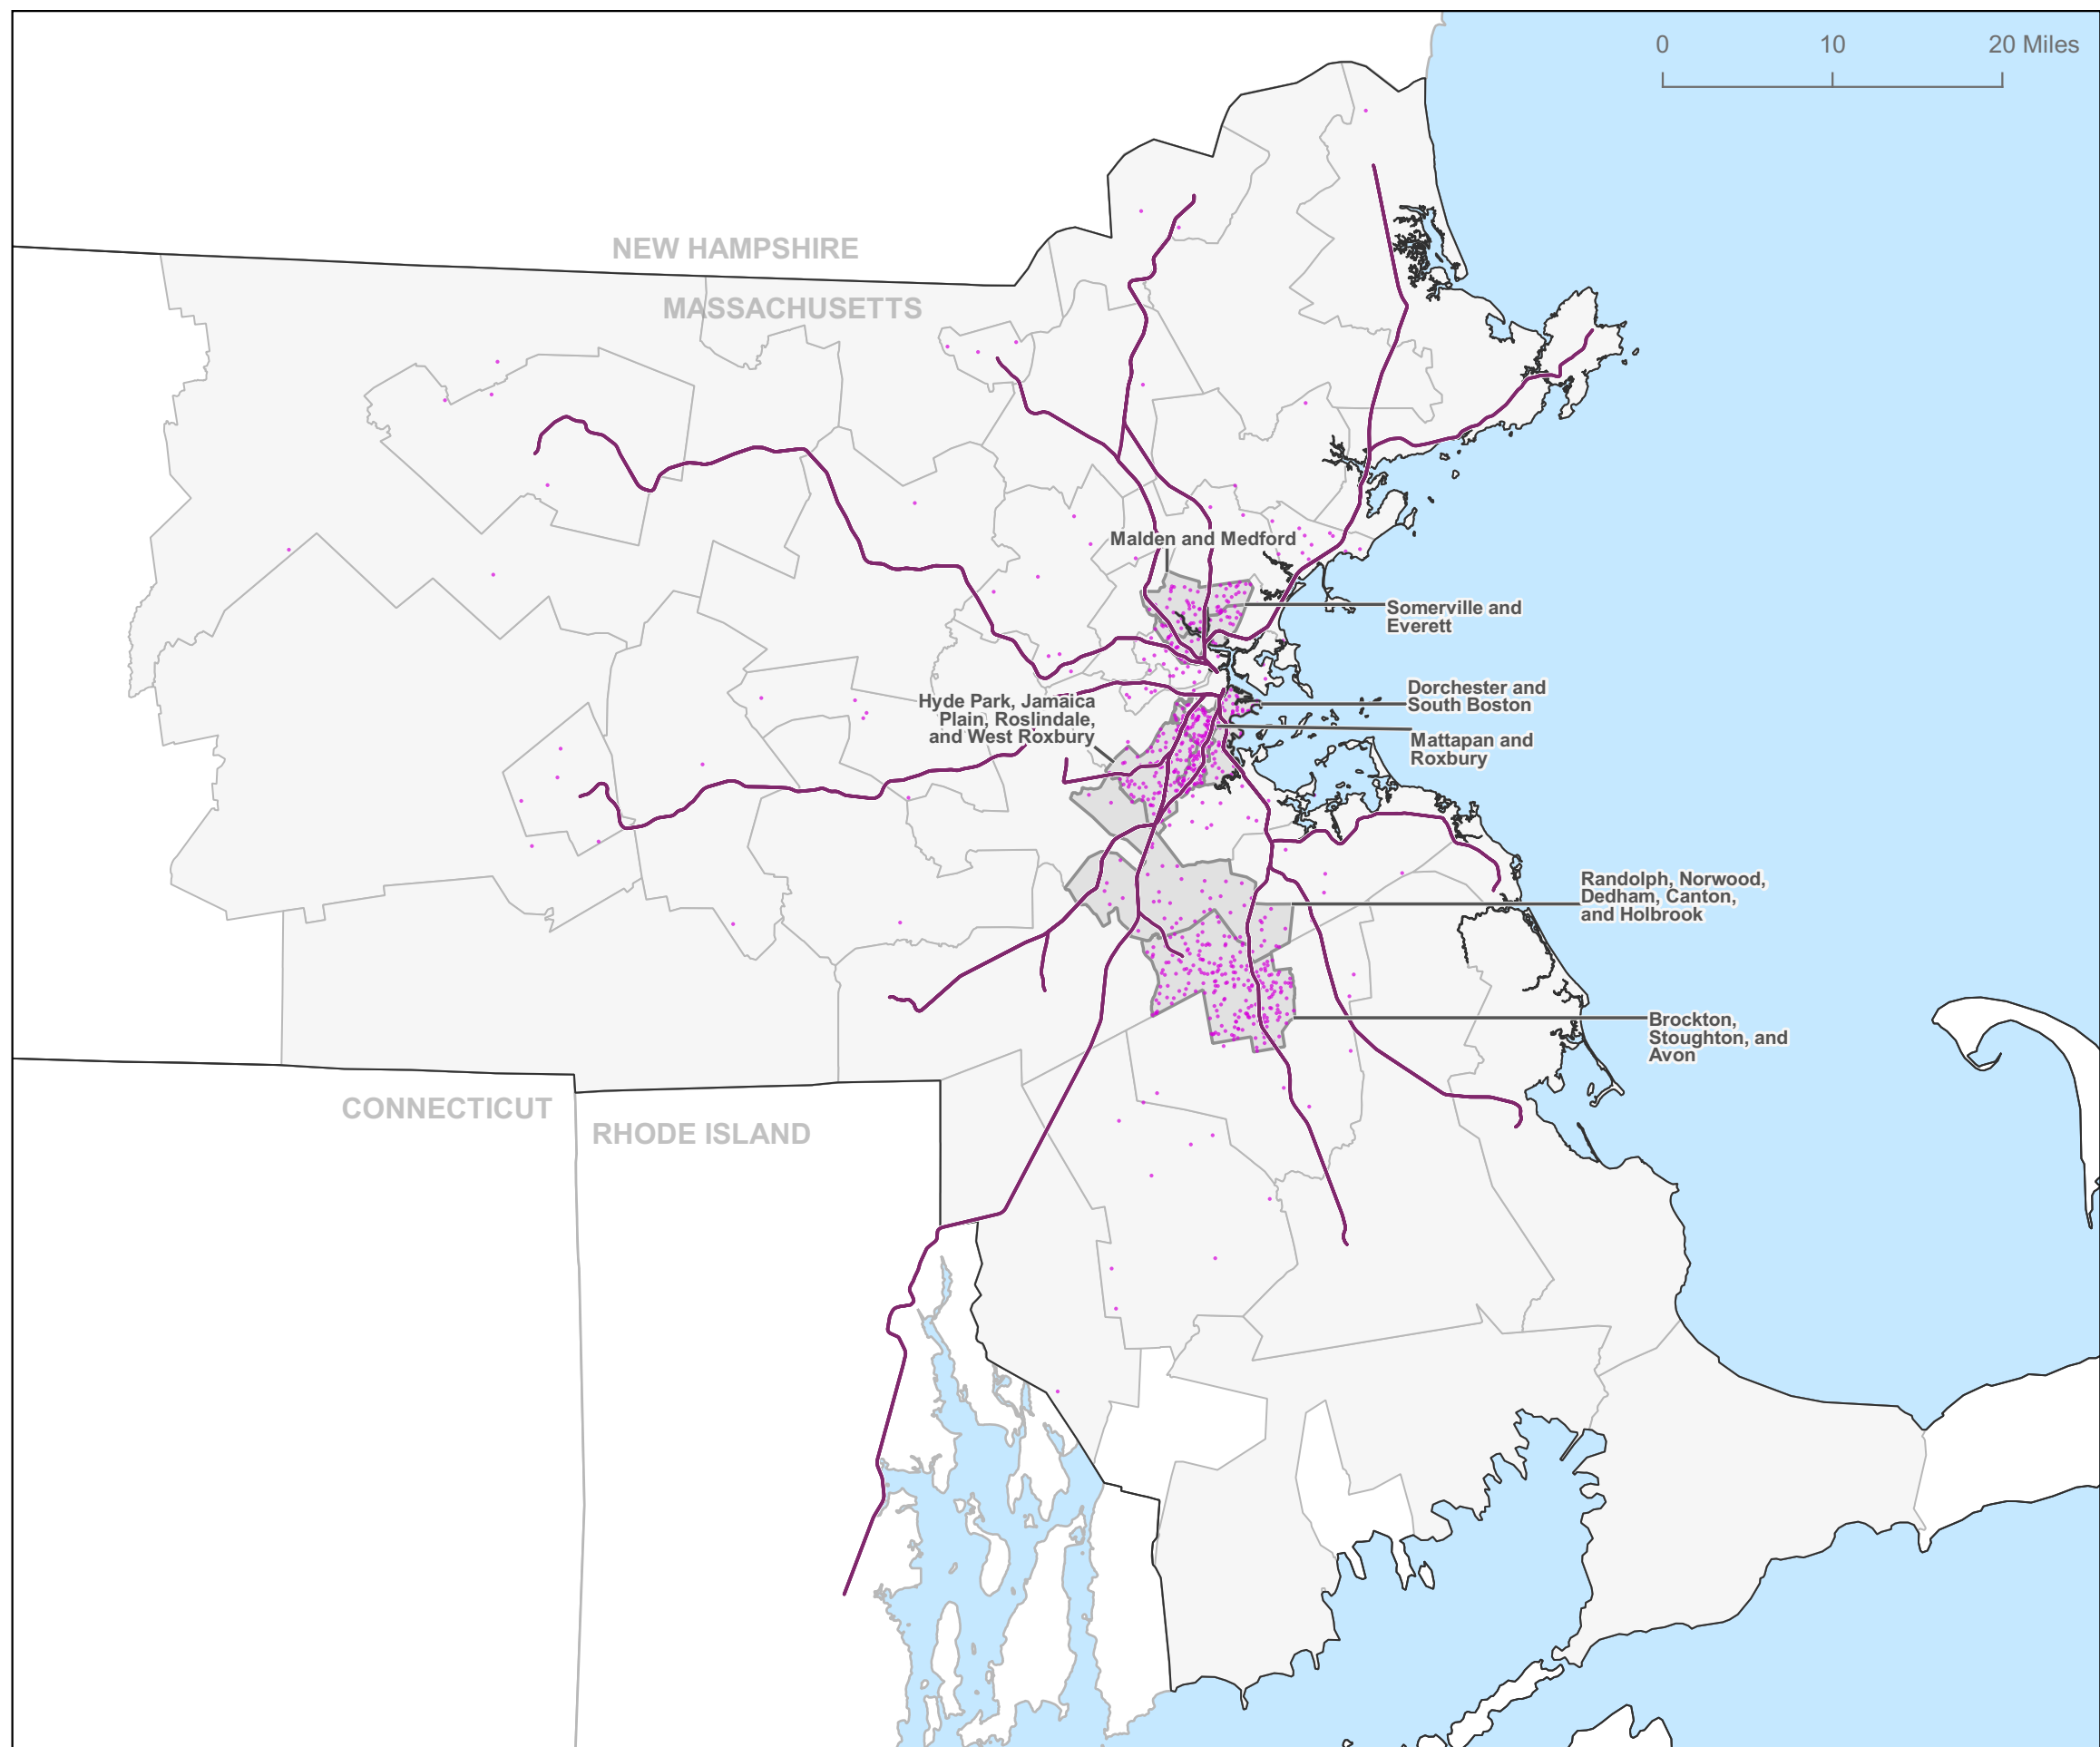 0 10 20 Miles
NEW HAMPSHIRE
MASSACHUSETTS
Malden and Medford
Somerville and
Everett
Dorchester and
South Boston
Hyde Park, Jamaica
Plain, Roslindale,
and West Roxbury
Mattapan and
Roxbury
Randolph, Norwood,
Dedham, Canton,
and Holbrook
Brockton,
Stoughton, and
Avon
CONNECTICUT
RHODE ISLAND